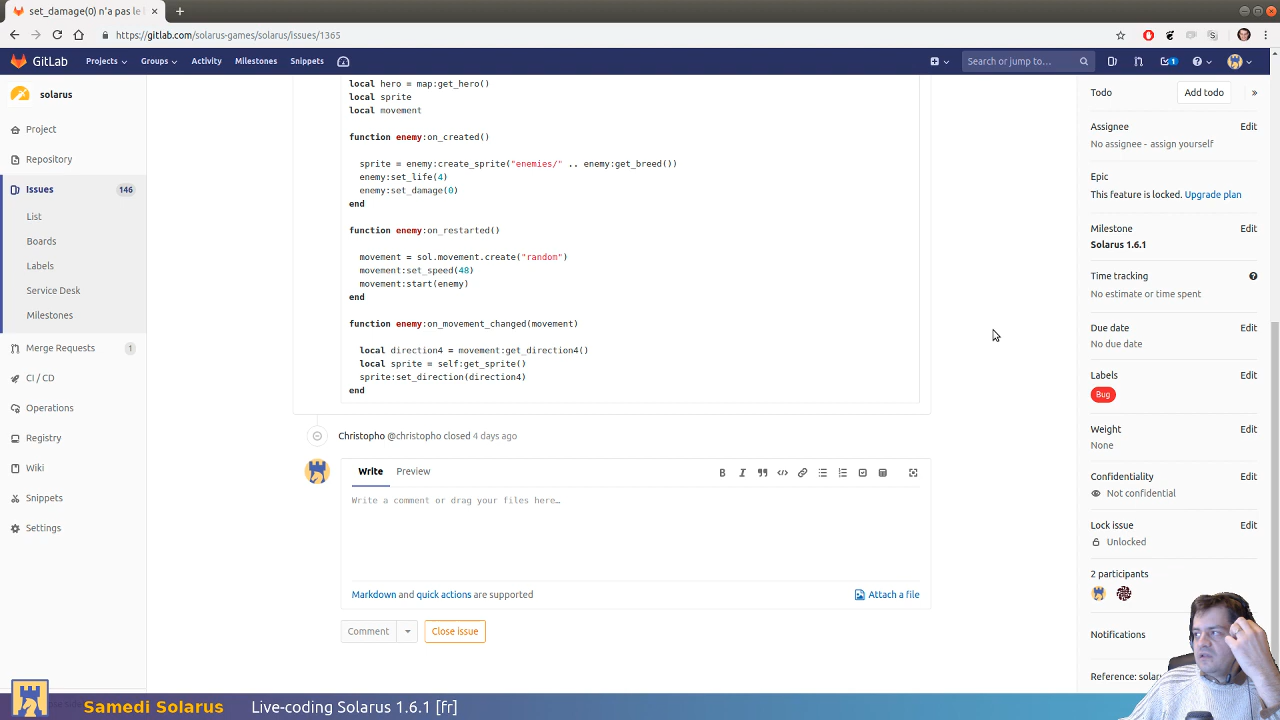 set_damage(0) n'a pas le
https://gitlab.com/solarus-games/solarus/issues/1365
GitLab
Projects
Groups
Activity
Milestones
Snippets
Search or jump to…
1
solarus
Project
Repository
Issues
146
List
Boards
Labels
Service Desk
Milestones
Merge Requests
1
CI / CD
Operations
Registry
Wiki
Snippets
Settings
local hero = map:get_hero()
local sprite
local movement
function enemy:on_created()
sprite = enemy:create_sprite("enemies/" .. enemy:get_breed())
enemy:set_life(4)
enemy:set_damage(0)
end
function enemy:on_restarted()
movement = sol.movement.create("random")
movement:set_speed(48)
movement:start(enemy)
end
function enemy:on_movement_changed(movement)
local direction4 = movement:get_direction4()
local sprite = self:get_sprite()
sprite:set_direction(direction4)
end
Christopho @christopho closed 4 days ago
Write
Preview
B
I
Write a comment or drag your files here…
Markdown and quick actions are supported
Attach a file
Comment
Close issue
Todo
Add todo
»
Assignee
Edit
No assignee - assign yourself
Epic
This feature is locked. Upgrade plan
Milestone
Edit
Solarus 1.6.1
Time tracking
No estimate or time spent
Due date
Edit
No due date
Labels
Edit
Bug
Weight
Edit
None
Confidentiality
Edit
Not confidential
Lock issue
Edit
Unlocked
2 participants
Notifications
Reference: solar
Samedi Solarus
Live-coding Solarus 1.6.1 [fr]